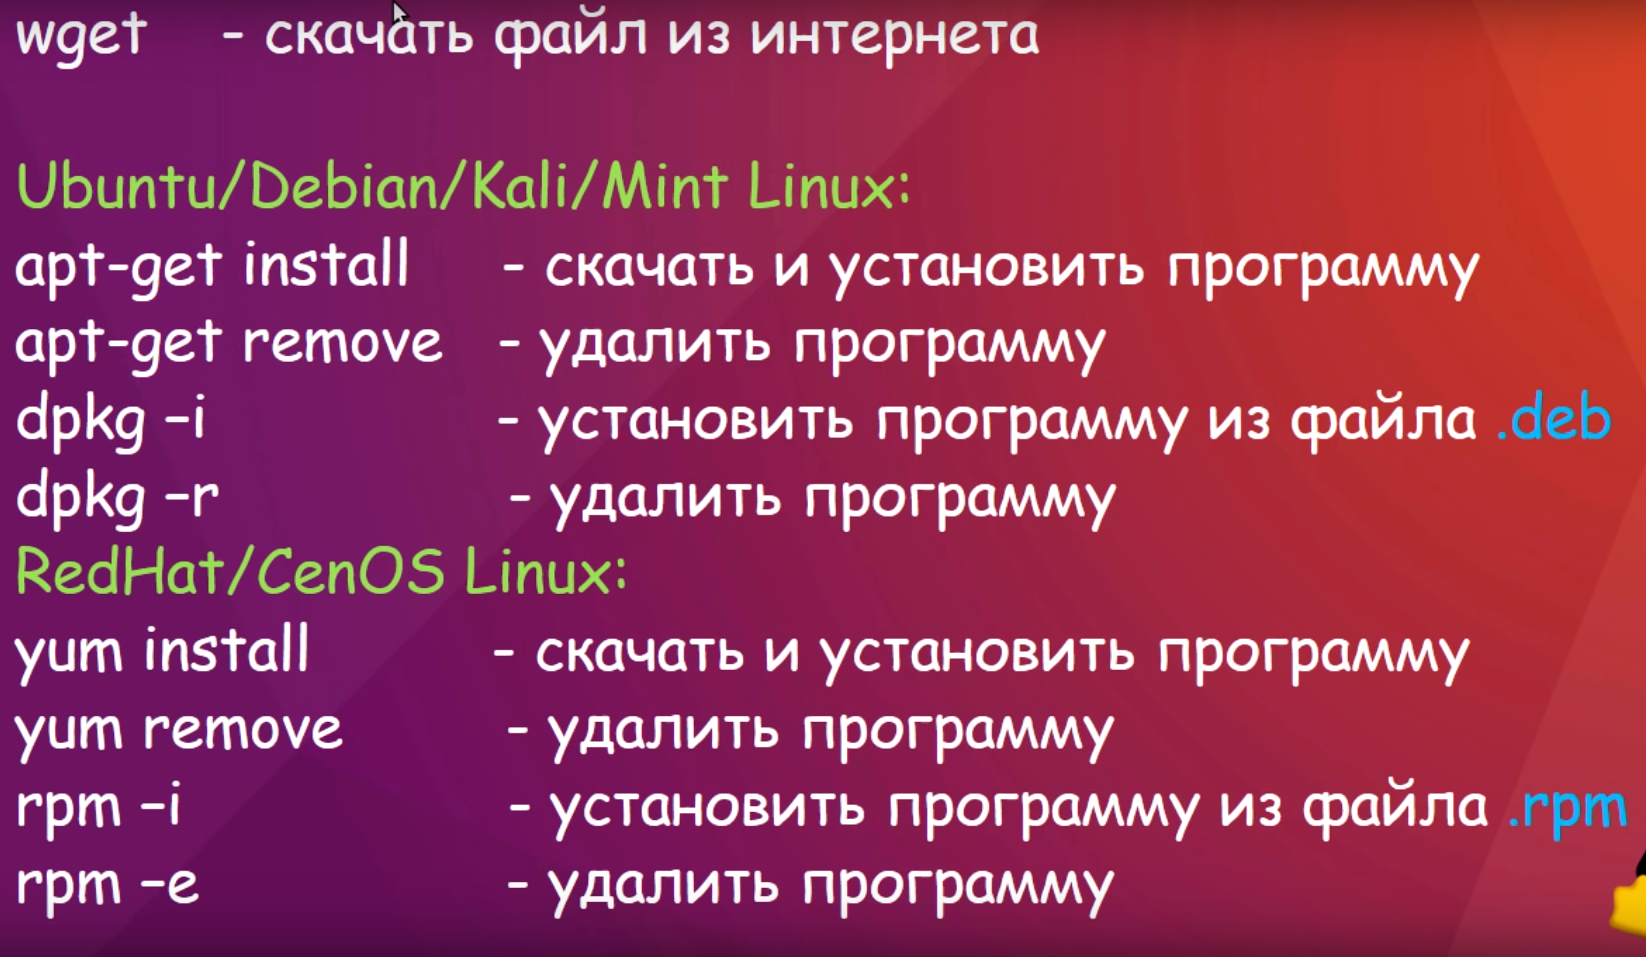 wget - скачать файл из интернета
Ubuntu/Debian/Kali/Mint Linux:
apt-get install - скачать и установить программу
apt-get remove - удалить программу
dpkg –i - установить программу из файла .deb
dpkg –r - удалить программу
RedHat/CenOS Linux:
yum install - скачать и установить программу
yum remove - удалить программу
rpm –i - установить программу из файла .rpm
rpm –e - удалить программу